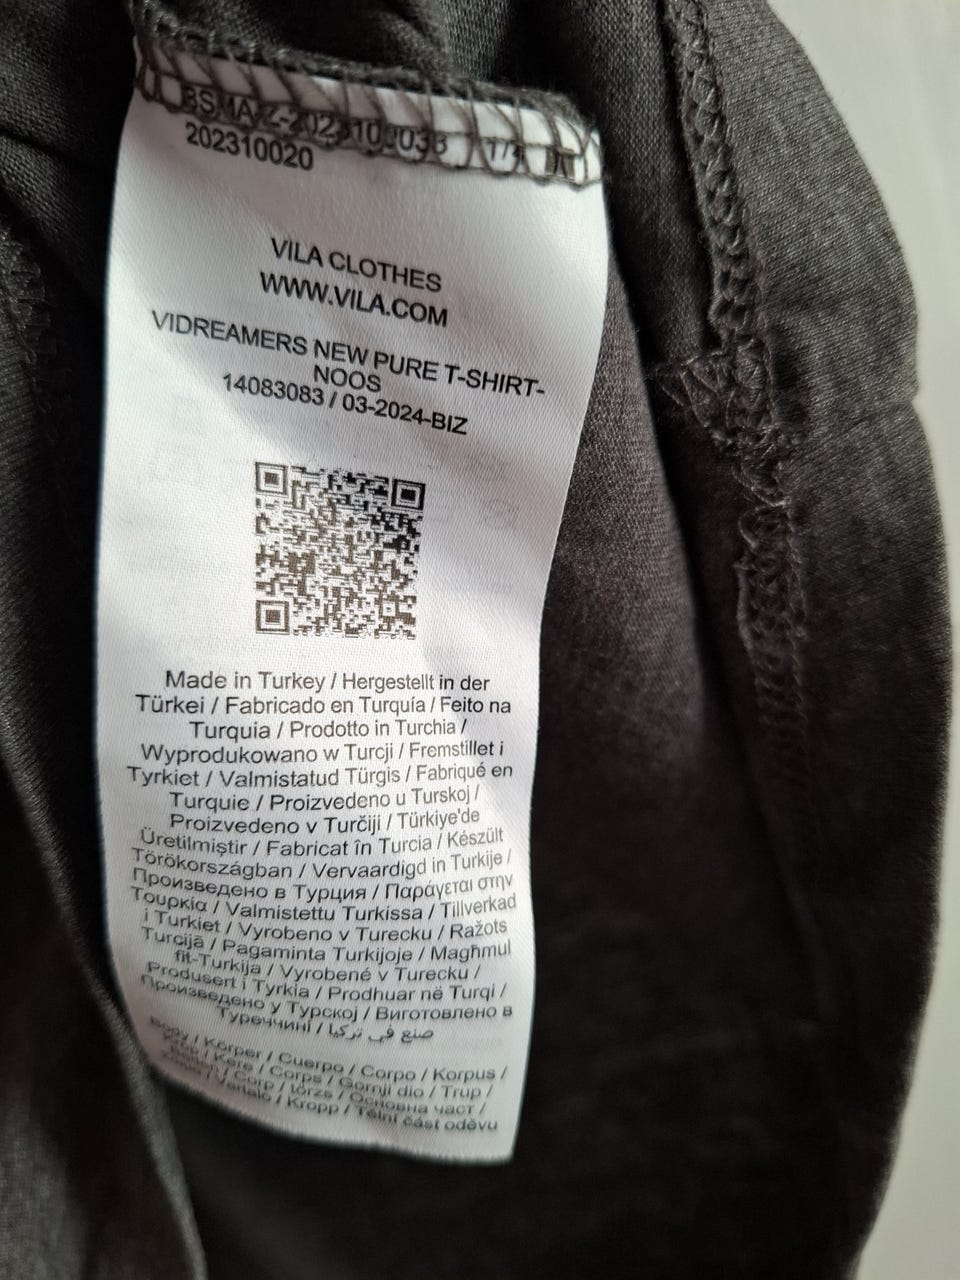 202310020
VILA CLOTHES
WWW.VILA.COM
VIDREAMERS NEW PURE T-SHIRT-
NOOS
14083083 / 03-2024-BIZ
Made in Turkey / Hergestellt in der
Türkei / Fabricado en Turquía / Feito na
Turquia / Prodotto in Turchia /
Wyprodukowano w Turcji / Fremstillet i
Tyrkiet / Valmistatud Türgis / Fabriqué en
Turquie / Proizvedeno u Turskoj /
Proizvedeno v Turčiji / Türkiye'de
Üretilmiştir / Fabricat în Turcia / Készült
Törökországban / Vervaardigd in Turkije /
Произведено в Турция / Παράγεται στην
Τουρκία / Valmistettu Turkissa / Tillverkad
i Turkiet / Vyrobeno v Turecku / Ražots
Turcijā / Pagaminta Turkijoje / Magħmul
fit-Turkija / Vyrobené v Turecku /
Produsert i Tyrkia / Prodhuar në Turqi /
Произведено у Турској / Виготовлено в
Туреччині / صنع في تركيا
Body / Körper / Cuerpo / Corpo / Korpus /
/ Kere / Corps / Gornji dio / Trup /
/ Corp / törzs / Основна част /
/ Vartalo / Kropp / Tělní část oděvu